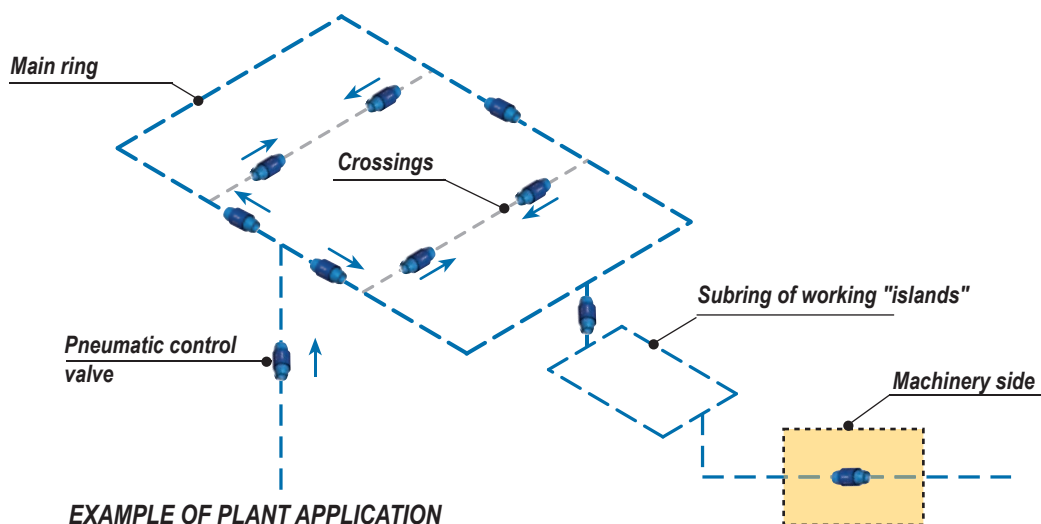 Main ring
Crossings
Subring of working "islands"
Pneumatic control
valve
Machinery side
EXAMPLE OF PLANT APPLICATION